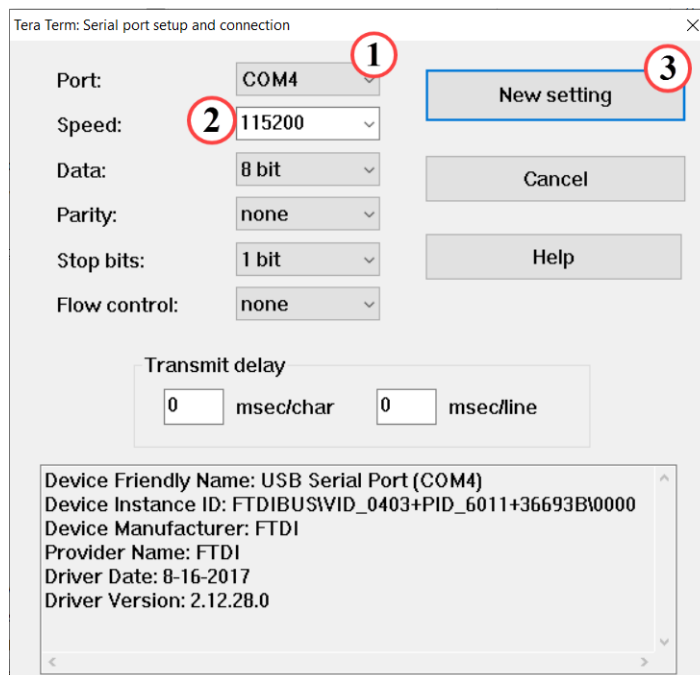 Tera Term: Serial port setup and connection
1
3
Port: COM4 New setting
Speed: 2 115200
Data: 8 bit Cancel
Parity: none
Stop bits: 1 bit Help
Flow control: none
Transmit delay
0 msec/char 0 msec/line
Device Friendly Name: USB Serial Port (COM4)
Device Instance ID: FTDIBUS\VID_0403+PID_6011+36693B\0000
Device Manufacturer: FTDI
Provider Name: FTDI
Driver Date: 8-16-2017
Driver Version: 2.12.28.0